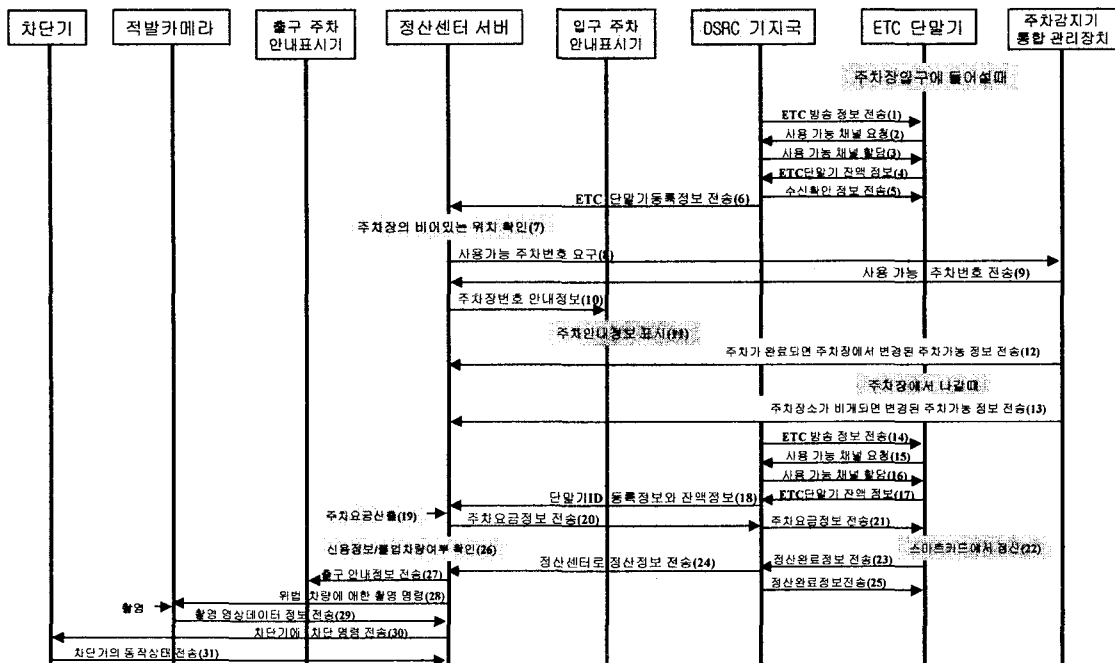 차단기
적발카메라
출구 주차
안내표시기
정산센터 서버
입구 주차
안내표시기
DSRC 기지국
ETC 단말기
주차감지기
통합 관리장치
주차장입구에 들어설때
ETC 방송 정보 전송(1)
사용 가능 채널 요청(2)
사용 가능 채널 할당(3)
ETC단말기 잔액 정보(4)
수신확인 정보 전송(5)
ETC 단말기등록정보 전송(6)
주차장의 비어있는 위치 확인(7)
사용가능 주차번호 요구(8)
사용 가능 주차번호 전송(9)
주차장번호 안내정보(10)
주차안내정보 표시(11)
주차가 완료되면 주차장에서 변경된 주차가능 정보 전송(12)
주차장에서 나갈때
주차장소가 비게되면 변경된 주차가능 정보 전송(13)
ETC 방송 정보 전송(14)
사용 가능 채널 요청(15)
사용 가능 채널 할당(16)
단말기ID 등록정보와 잔액정보(18)
ETC단말기 잔액 정보(17)
주차요금산출(19)
주차요금정보 전송(20)
주차요금정보 전송(21)
신용정보/불법차량여부 확인(26)
스마트카드에서 정산(22)
정산센터로 정산정보 전송(24)
정산완료정보 전송(23)
출구 안내정보 전송(27)
정산완료정보전송(25)
위법 차량에 애한 촬영 명령(28)
촬영
촬영 영상데이터 정보 전송(29)
차단기에 차단 명령 전송(30)
차단기의 동작상태 전송(31)